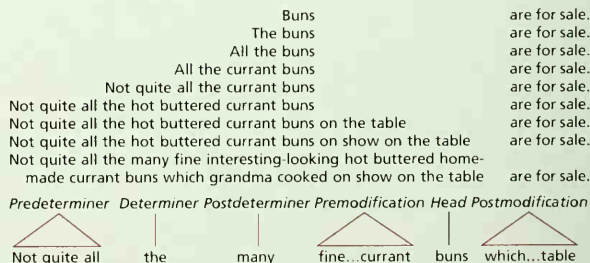 Buns are for sale.
The buns are for sale.
All the buns are for sale.
All the currant buns are for sale.
Not quite all the currant buns are for sale.
Not quite all the hot buttered currant buns are for sale.
Not quite all the hot buttered currant buns on the table are for sale.
Not quite all the hot buttered currant buns on show on the table are for sale.
Not quite all the many fine interesting-looking hot buttered home-
made currant buns which grandma cooked on show on the table are for sale.
Predeterminer Determiner Postdeterminer Premodification Head Postmodification
Not quite all the many fine...currant buns which...table